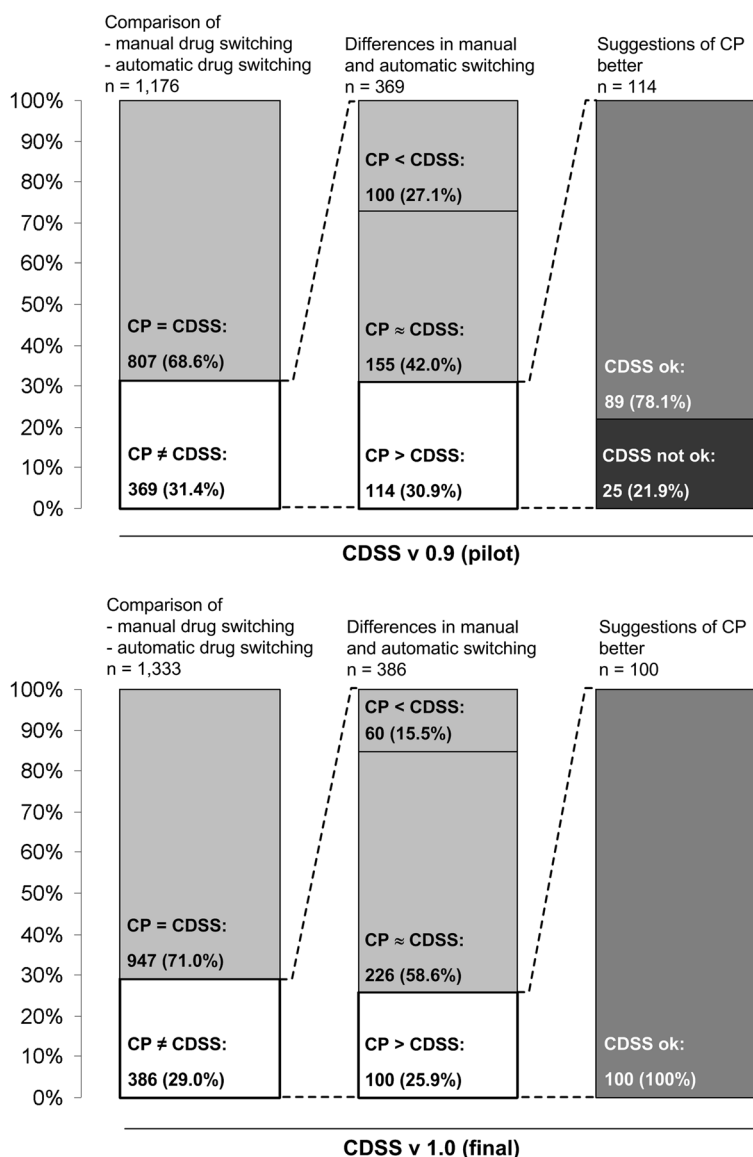 Comparison of
- manual drug switching
- automatic drug switching
n = 1,176
Differences in manual
and automatic switching
n = 369
Suggestions of CP
better
n = 114
100%
90%
80%
70%
60%
50%
40%
30%
20%
10%
0%
CP = CDSS:
807 (68.6%)
CP ≠ CDSS:
369 (31.4%)
CP < CDSS:
100 (27.1%)
CP ≈ CDSS:
155 (42.0%)
CP > CDSS:
114 (30.9%)
CDSS ok:
89 (78.1%)
CDSS not ok:
25 (21.9%)
CDSS v 0.9 (pilot)
Comparison of
- manual drug switching
- automatic drug switching
n = 1,333
Differences in manual
and automatic switching
n = 386
Suggestions of CP
better
n = 100
100%
90%
80%
70%
60%
50%
40%
30%
20%
10%
0%
CP = CDSS:
947 (71.0%)
CP ≠ CDSS:
386 (29.0%)
CP < CDSS:
60 (15.5%)
CP ≈ CDSS:
226 (58.6%)
CP > CDSS:
100 (25.9%)
CDSS ok:
100 (100%)
CDSS v 1.0 (final)